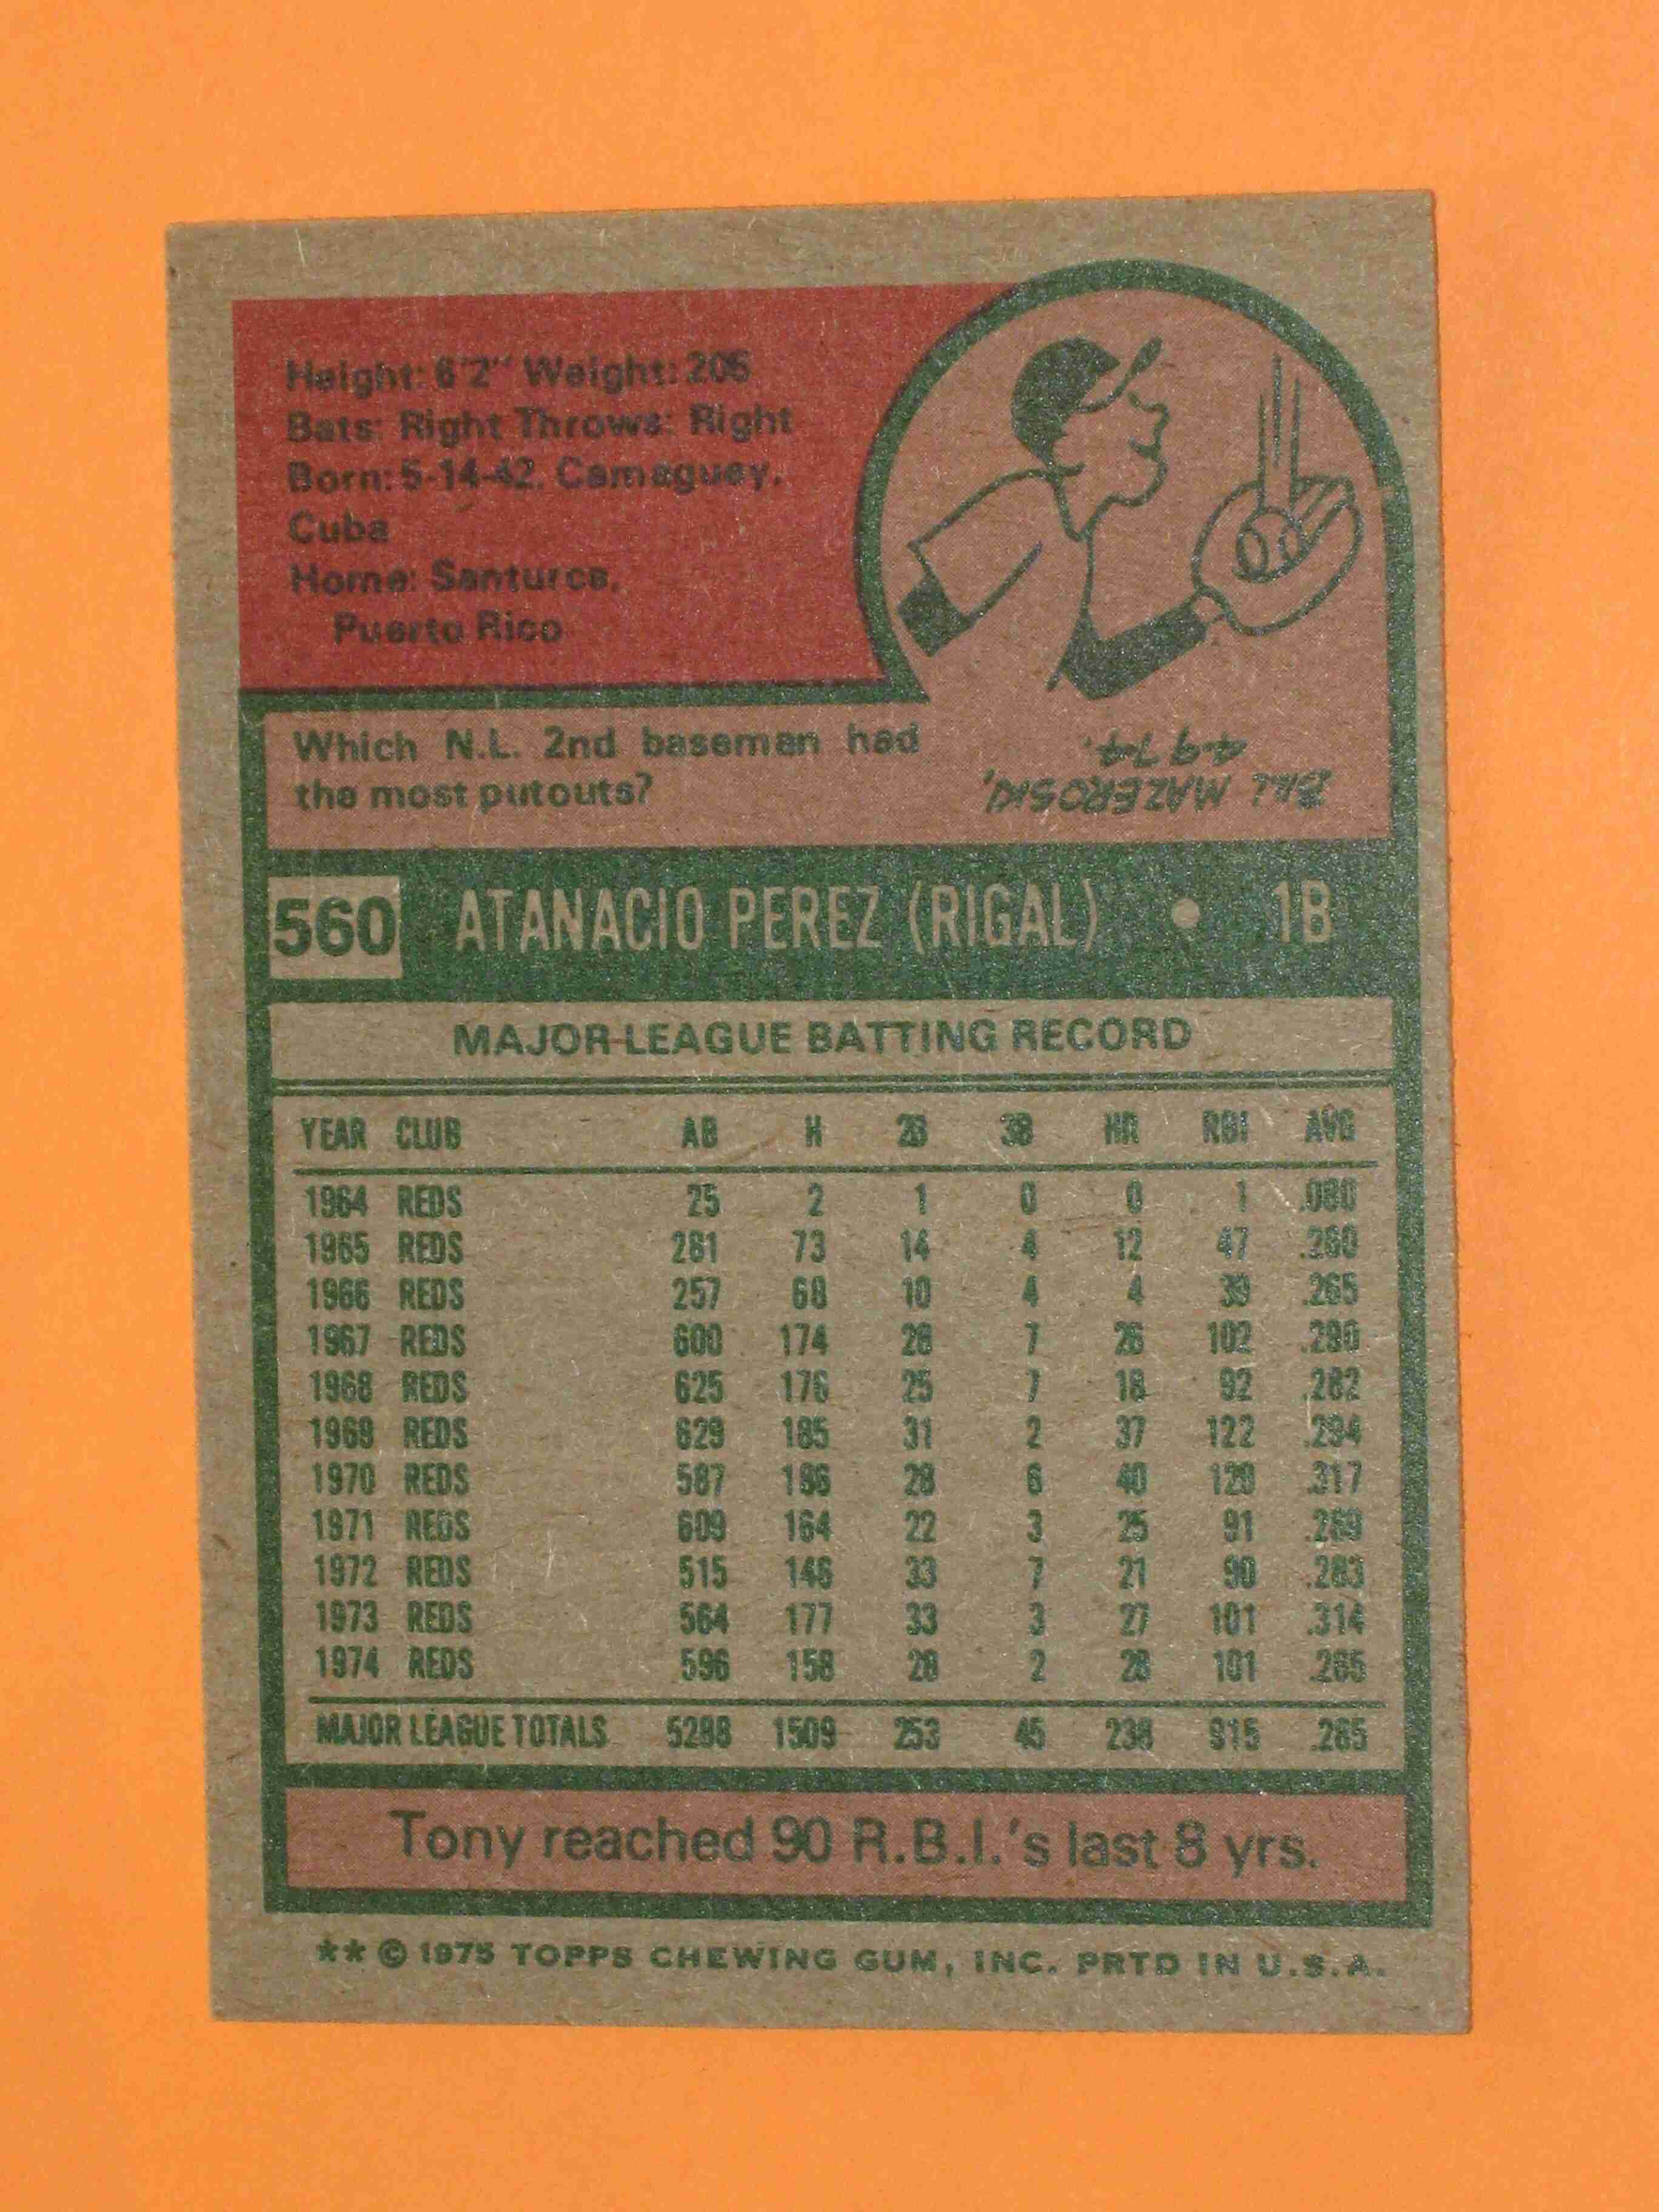 Height: 6'2" Weight: 205
Bats: Right Throws: Right
Born: 5-14-42, Camaguey,
Cuba
Home: Santurce,
Puerto Rico
Which N.L. 2nd baseman had
the most putouts?
BILL MAZEROSKI,
4974.
560 ATANACIO PEREZ (RIGAL) • 1B
MAJOR LEAGUE BATTING RECORD
YEAR CLUB AB H 2B 3B HR RBI AVG
1964 REDS 25 2 1 0 0 1 .080
1965 REDS 281 73 14 4 12 47 .260
1966 REDS 257 68 10 4 4 39 .265
1967 REDS 600 174 28 7 26 102 .290
1968 REDS 625 176 25 7 18 92 .282
1969 REDS 629 185 31 2 37 122 .294
1970 REDS 587 186 28 6 40 129 .317
1971 REDS 609 164 22 3 25 91 .269
1972 REDS 515 146 33 7 21 90 .283
1973 REDS 564 177 33 3 27 101 .314
1974 REDS 596 158 28 2 28 101 .265
MAJOR LEAGUE TOTALS 5288 1509 253 45 238 915 .285
Tony reached 90 R.B.I.'s last 8 yrs.
** © 1975 TOPPS CHEWING GUM, INC. PRTD IN U.S.A.